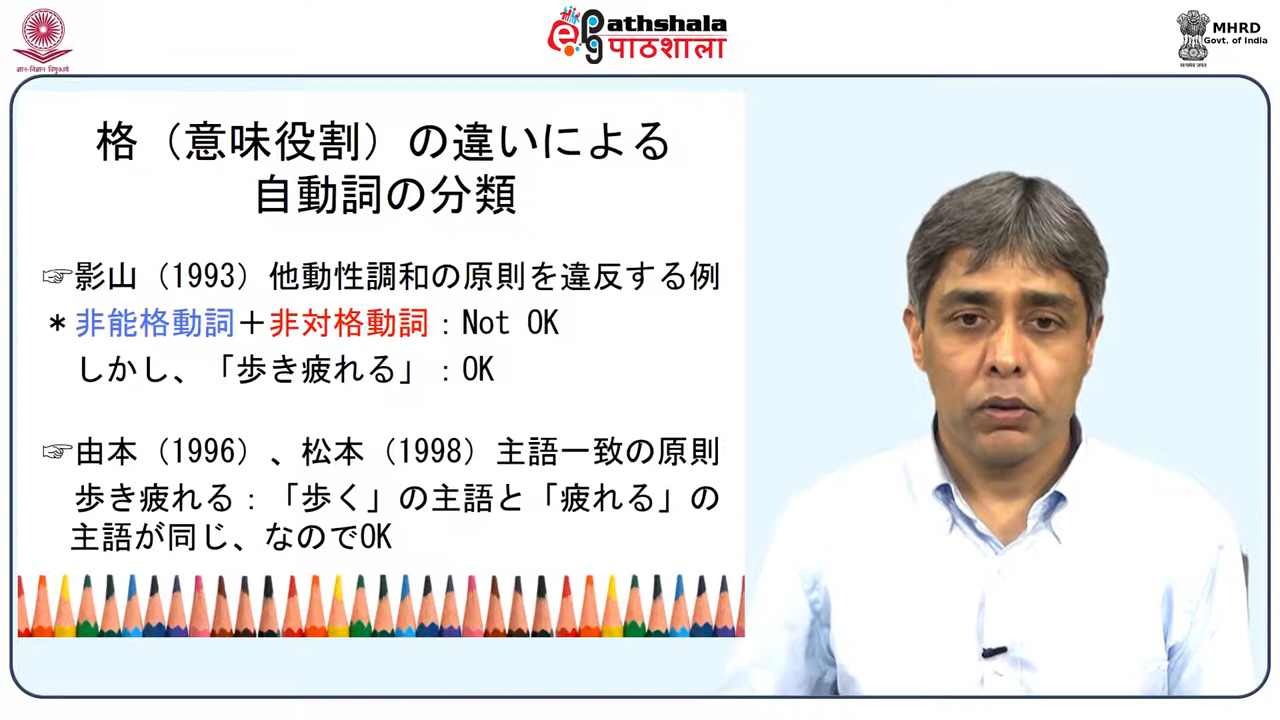 ज्ञान-विज्ञान विमुक्तये
epg Pathshala
पाठशाला
सत्यमेव जयते
MHRD
Govt. of India
格（意味役割）の違いによる
自動詞の分類
☞影山（1993）他動性調和の原則を違反する例
＊非能格動詞＋非対格動詞：Not OK
しかし、「歩き疲れる」：OK
☞由本（1996）、松本（1998）主語一致の原則
歩き疲れる：「歩く」の主語と「疲れる」の
主語が同じ、なのでOK